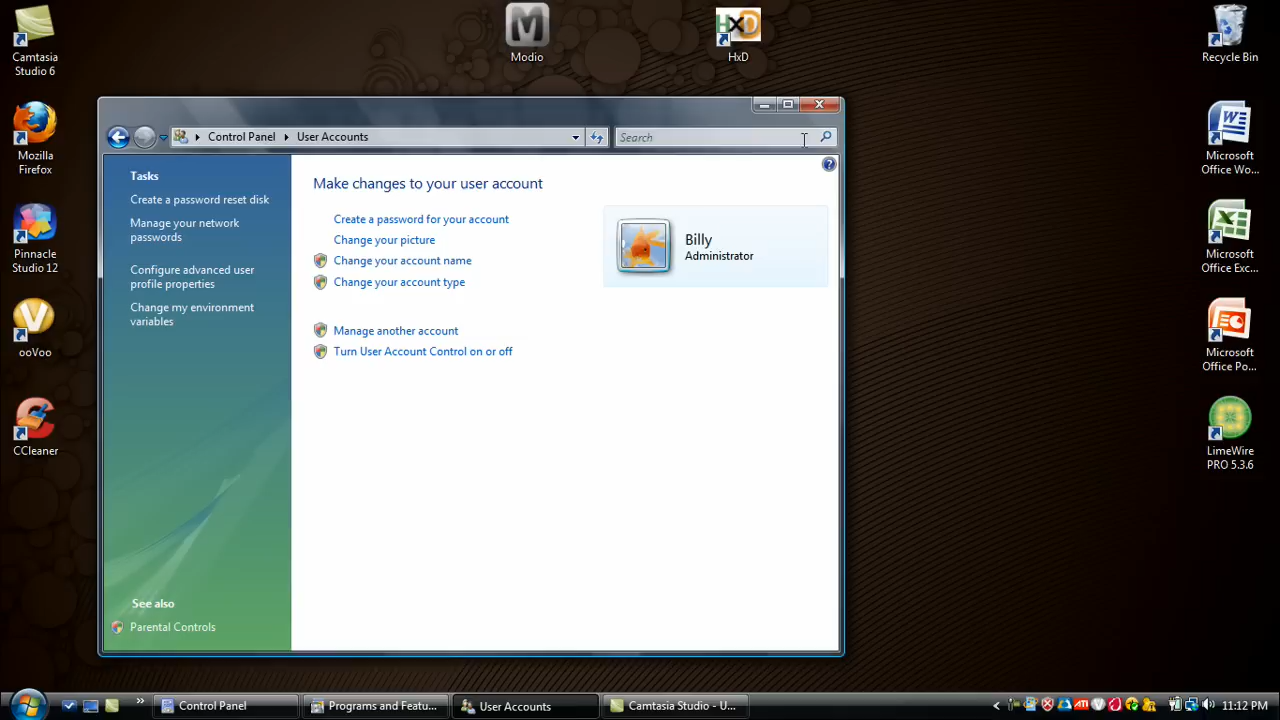 Camtasia
Studio 6
Modio
HxD
Recycle Bin
Mozilla
Firefox
Microsoft
Office Wo...
Pinnacle
Studio 12
Microsoft
Office Exc...
ooVoo
Microsoft
Office Po...
CCleaner
LimeWire
PRO 5.3.6
Control Panel
User Accounts
Search
Tasks
Create a password reset disk
Manage your network
passwords
Configure advanced user
profile properties
Change my environment
variables
See also
Parental Controls
Make changes to your user account
Create a password for your account
Change your picture
Change your account name
Change your account type
Manage another account
Turn User Account Control on or off
Billy
Administrator
» Control Panel Programs and Featu... User Accounts Camtasia Studio - U... < ATI 11:12 PM